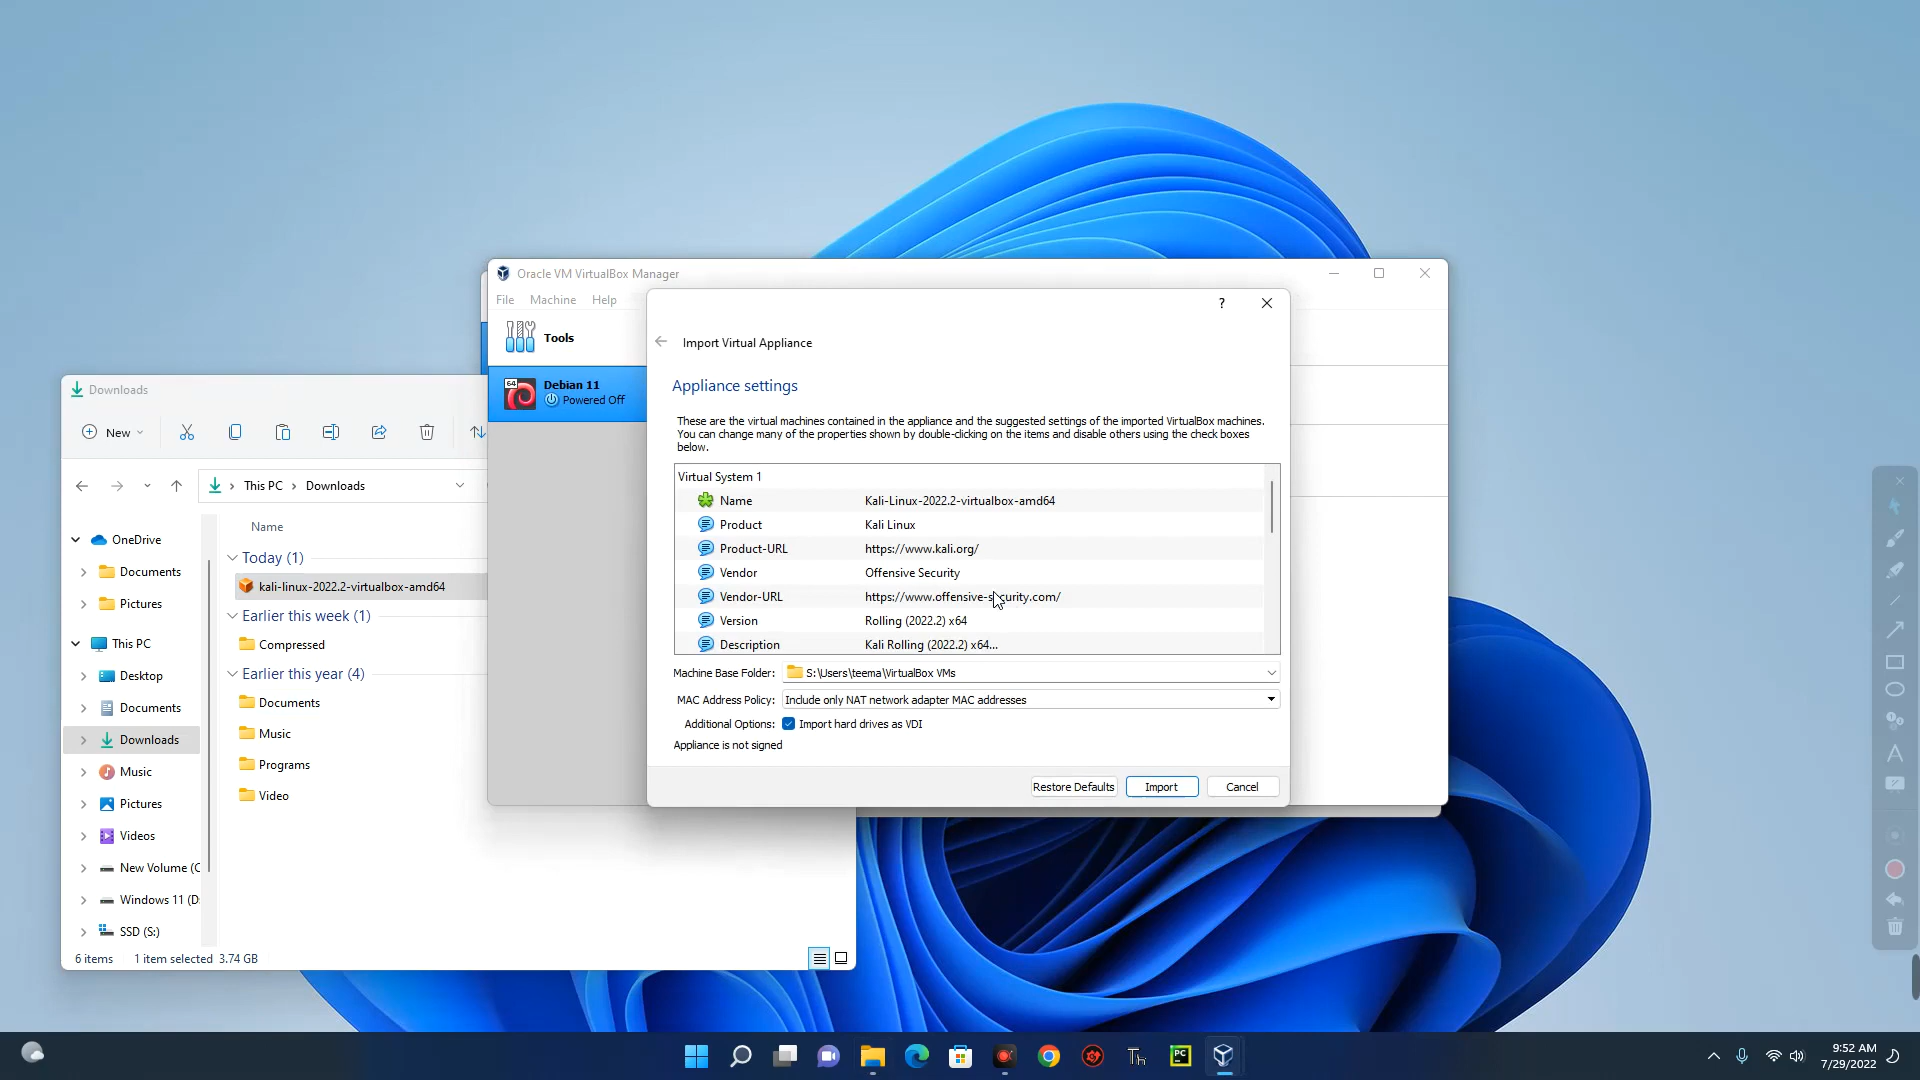 Oracle VM VirtualBox Manager
File Machine Help
Tools
64
Debian 11
Powered Off
?
Import Virtual Appliance
Appliance settings
These are the virtual machines contained in the appliance and the suggested settings of the imported VirtualBox machines.
You can change many of the properties shown by double-clicking on the items and disable others using the check boxes
below.
Virtual System 1
Name Kali-Linux-2022.2-virtualbox-amd64
Product Kali Linux
Product-URL https://www.kali.org/
Vendor Offensive Security
Vendor-URL https://www.offensive-security.com/
Version Rolling (2022.2) x64
Description Kali Rolling (2022.2) x64...
Machine Base Folder: S:\Users\teema\VirtualBox VMs
MAC Address Policy: Include only NAT network adapter MAC addresses
Additional Options: Import hard drives as VDI
Appliance is not signed
Restore Defaults Import Cancel
Downloads
New
This PC > Downloads
OneDrive
Documents
Pictures
This PC
Desktop
Documents
Downloads
Music
Pictures
Videos
New Volume (C
Windows 11 (D:
SSD (S:)
Name
Today (1)
kali-linux-2022.2-virtualbox-amd64
Earlier this week (1)
Compressed
Earlier this year (4)
Documents
Music
Programs
Video
6 items 1 item selected 3.74 GB
A
Th
PC
9:52 AM
7/29/2022